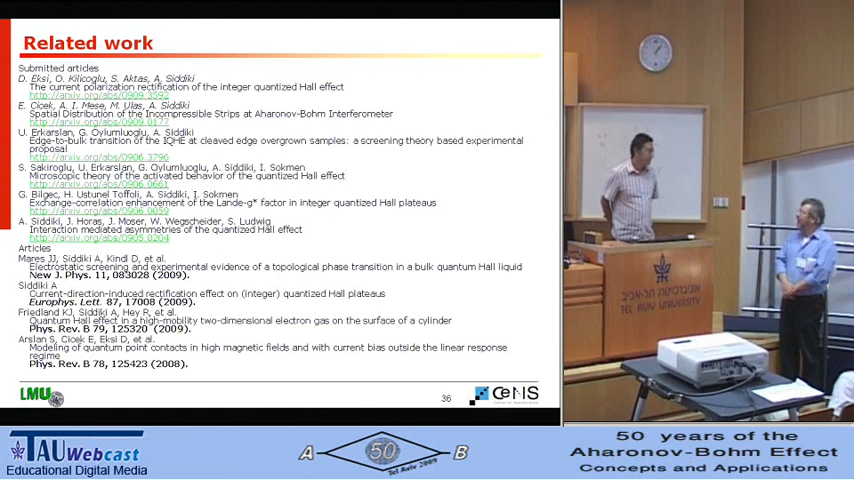 Related work
Submitted articles
D. Eksi, O. Kilicoglu, S. Aktas, A. Siddiki
The current polarization rectification of the integer quantized Hall effect
http://arxiv.org/abs/0909.3592
E. Cicek, A. I. Mese, M. Ulas, A. Siddiki
Spatial Distribution of the Incompressible Strips at Aharonov-Bohm Interferometer
http://arxiv.org/abs/0909.0177
U. Erkarslan, G. Oylumluoglu, A. Siddiki
Edge-to-bulk transition of the IQHE at cleaved edge overgrown samples: a screening theory based experimental
proposal
http://arxiv.org/abs/0906.3796
S. Sakiroglu, U. Erkarslan, G. Oylumluoglu, A. Siddiki, I. Sokmen
Microscopic theory of the activated behavior of the quantized Hall effect
http://arxiv.org/abs/0906.0661
G. Bilgec, H. Ustunel Toffoli, A. Siddiki, I. Sokmen
Exchange-correlation enhancement of the Lande-g* factor in integer quantized Hall plateaus
http://arxiv.org/abs/0906.0059
A. Siddiki, J. Horas, J. Moser, W. Wegscheider, S. Ludwig
Interaction mediated asymmetries of the quantized Hall effect
http://arxiv.org/abs/0905.0204
Articles
Mares JJ, Siddiki A, Kindl D, et al.
Electrostatic screening and experimental evidence of a topological phase transition in a bulk quantum Hall liquid
New J. Phys. 11, 083028 (2009).
Siddiki A
Current-direction-induced rectification effect on (integer) quantized Hall plateaus
Europhys. Lett. 87, 17008 (2009).
Friedland KJ, Siddiki A, Hey R, et al.
Quantum Hall effect in a high-mobility two-dimensional electron gas on the surface of a cylinder
Phys. Rev. B 79, 125320 (2009).
Arslan S, Cicek E, Eksi D, et al.
Modeling of quantum point contacts in high magnetic fields and with current bias outside the linear response
regime
Phys. Rev. B 78, 125423 (2008).
LMU
36
CeNS
אוניברסיטת תל-אביב
TEL AVIV UNIVERSITY
TAU Webcast
Educational Digital Media
A 50 B
Tel Aviv 2009
50 years of the
Aharonov-Bohm Effect
Concepts and Applications